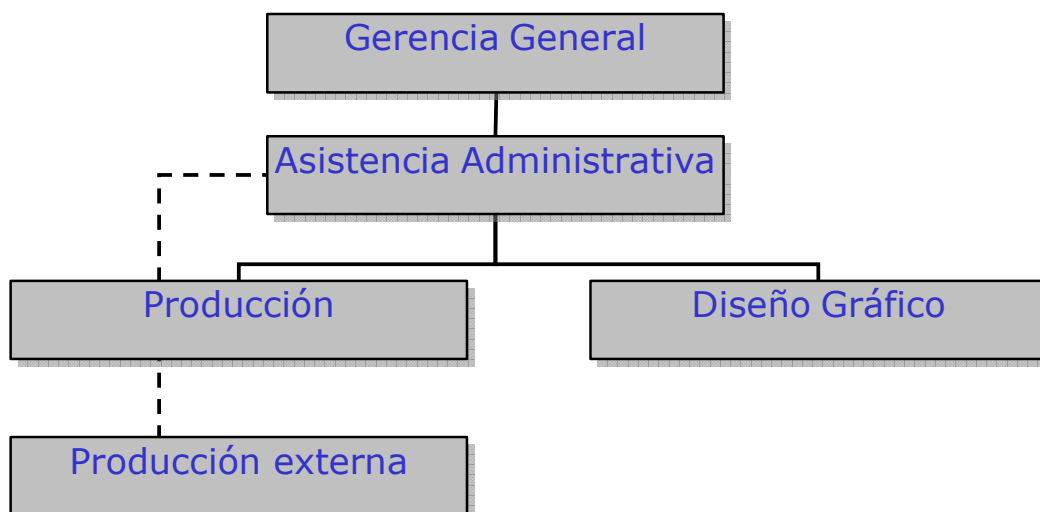 Gerencia General
Asistencia Administrativa
Producción
Diseño Gráfico
Producción externa